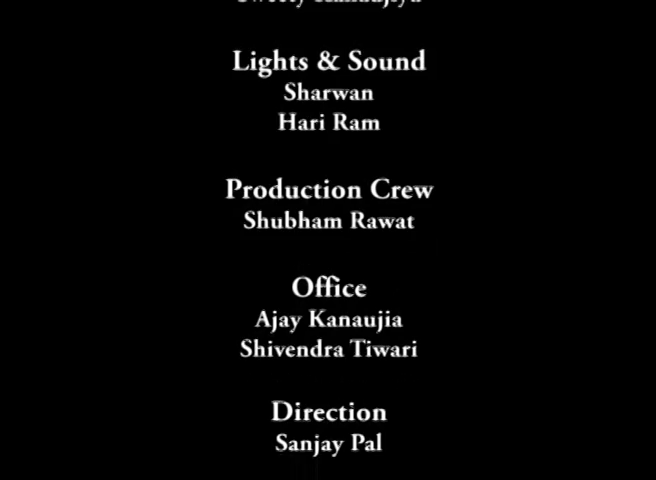 Lights & Sound
Sharwan
Hari Ram
Production Crew
Shubham Rawat
Office
Ajay Kanaujia
Shivendra Tiwari
Direction
Sanjay Pal